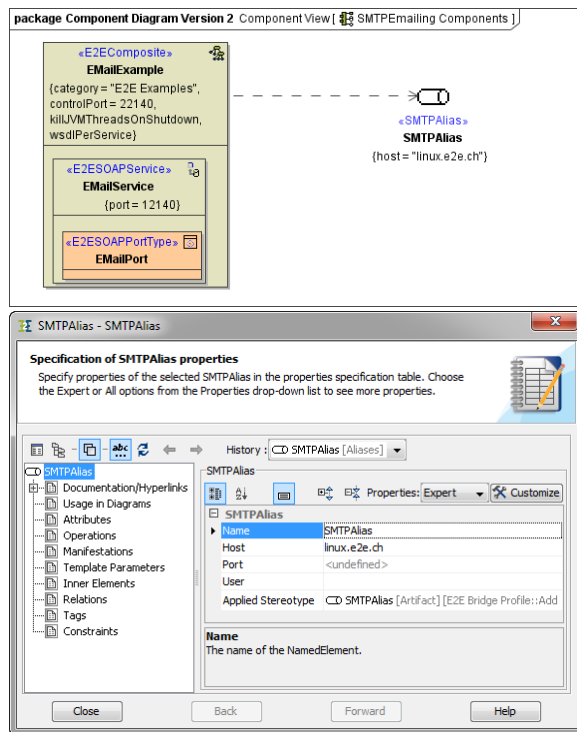 package Component Diagram Version 2 Component View [ SMTPEmailing Components ]
«E2EComposite»
EMailExample
{category = "E2E Examples",
controlPort = 22140,
killJVMThreadsOnShutdown,
wsdlPerService}
«E2ESOAPService»
EMailService
{port = 12140}
«E2ESOAPPortType»
EMailPort
«SMTPAlias»
SMTPAlias
{host = "linux.e2e.ch"}
SMTPAlias - SMTPAlias
Specification of SMTPAlias properties
Specify properties of the selected SMTPAlias in the properties specification table. Choose
the Expert or All options from the Properties drop-down list to see more properties.
History : SMTPAlias [Aliases]
SMTPAlias
Documentation/Hyperlinks
Usage in Diagrams
Attributes
Operations
Manifestations
Template Parameters
Inner Elements
Relations
Tags
Constraints
SMTPAlias
Properties: Expert Customize
SMTPAlias
Name SMTPAlias
Host linux.e2e.ch
Port <undefined>
User
Applied Stereotype SMTPAlias [Artifact] [E2E Bridge Profile::Add
Name
The name of the NamedElement.
Close Back Forward Help